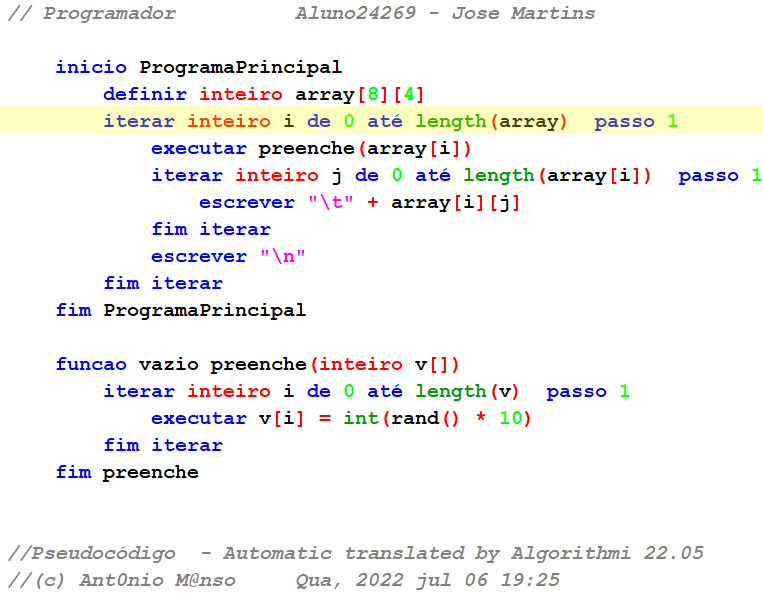 // Programador          Aluno24269 - Jose Martins
inicio ProgramaPrincipal
definir inteiro array[8][4]
iterar inteiro i de 0 até length(array)  passo 1
executar preenche(array[i])
iterar inteiro j de 0 até length(array[i])  passo 1
escrever "\t" + array[i][j]
fim iterar
escrever "\n"
fim iterar
fim ProgramaPrincipal
funcao vazio preenche(inteiro v[])
iterar inteiro i de 0 até length(v)  passo 1
executar v[i] = int(rand() * 10)
fim iterar
fim preenche
//Pseudocódigo  - Automatic translated by Algorithmi 22.05
//(c) Ant0nio M@nso     Qua, 2022 jul 06 19:25